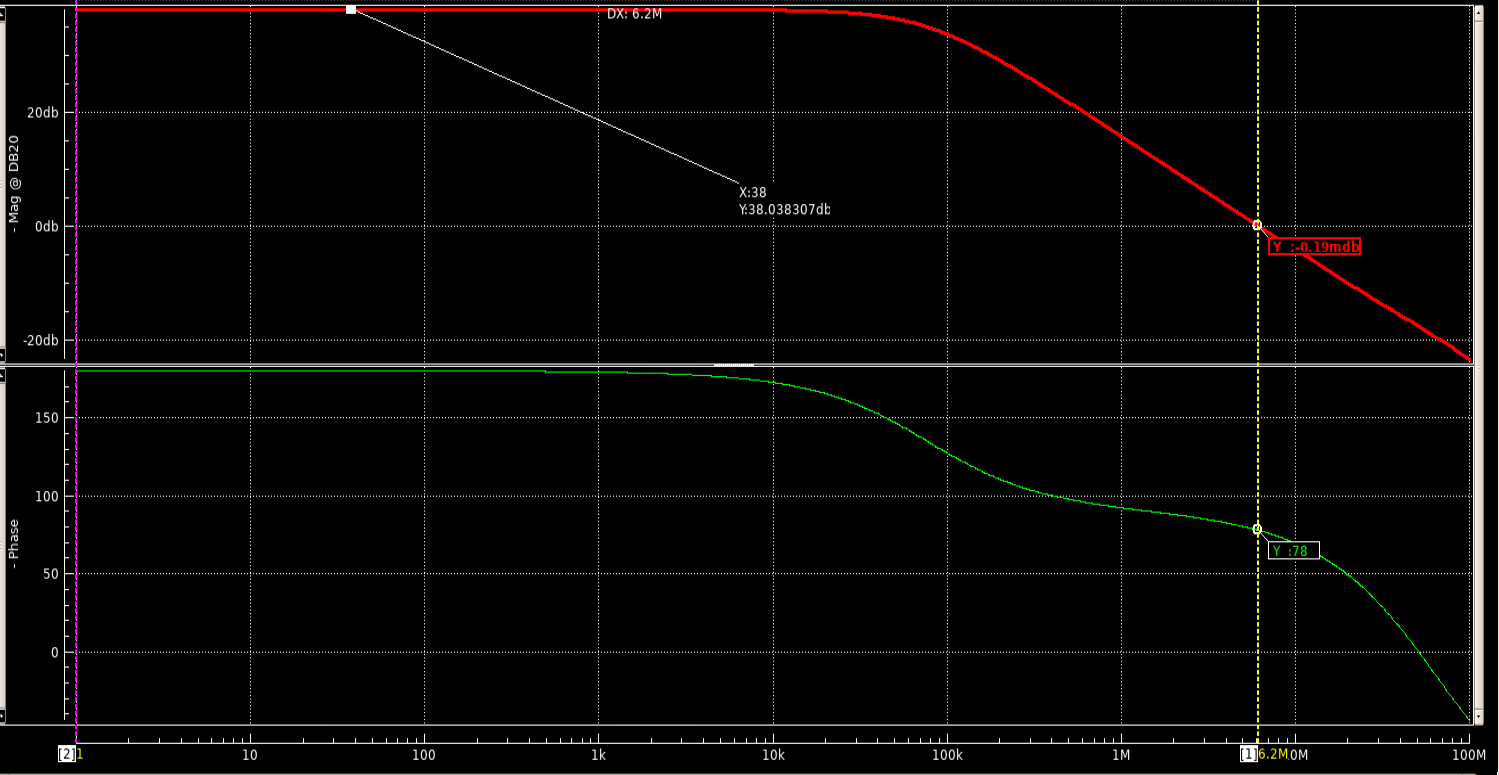 DX: 6.2M
20db
0db
-20db
- Mag @ DB20
X:38
Y:38.038307db
Y :-0.19mdb
150
100
50
0
- Phase
Y :78
[2]1 10 100 1k 10k 100k 1M [1]6.2M 0M 100M